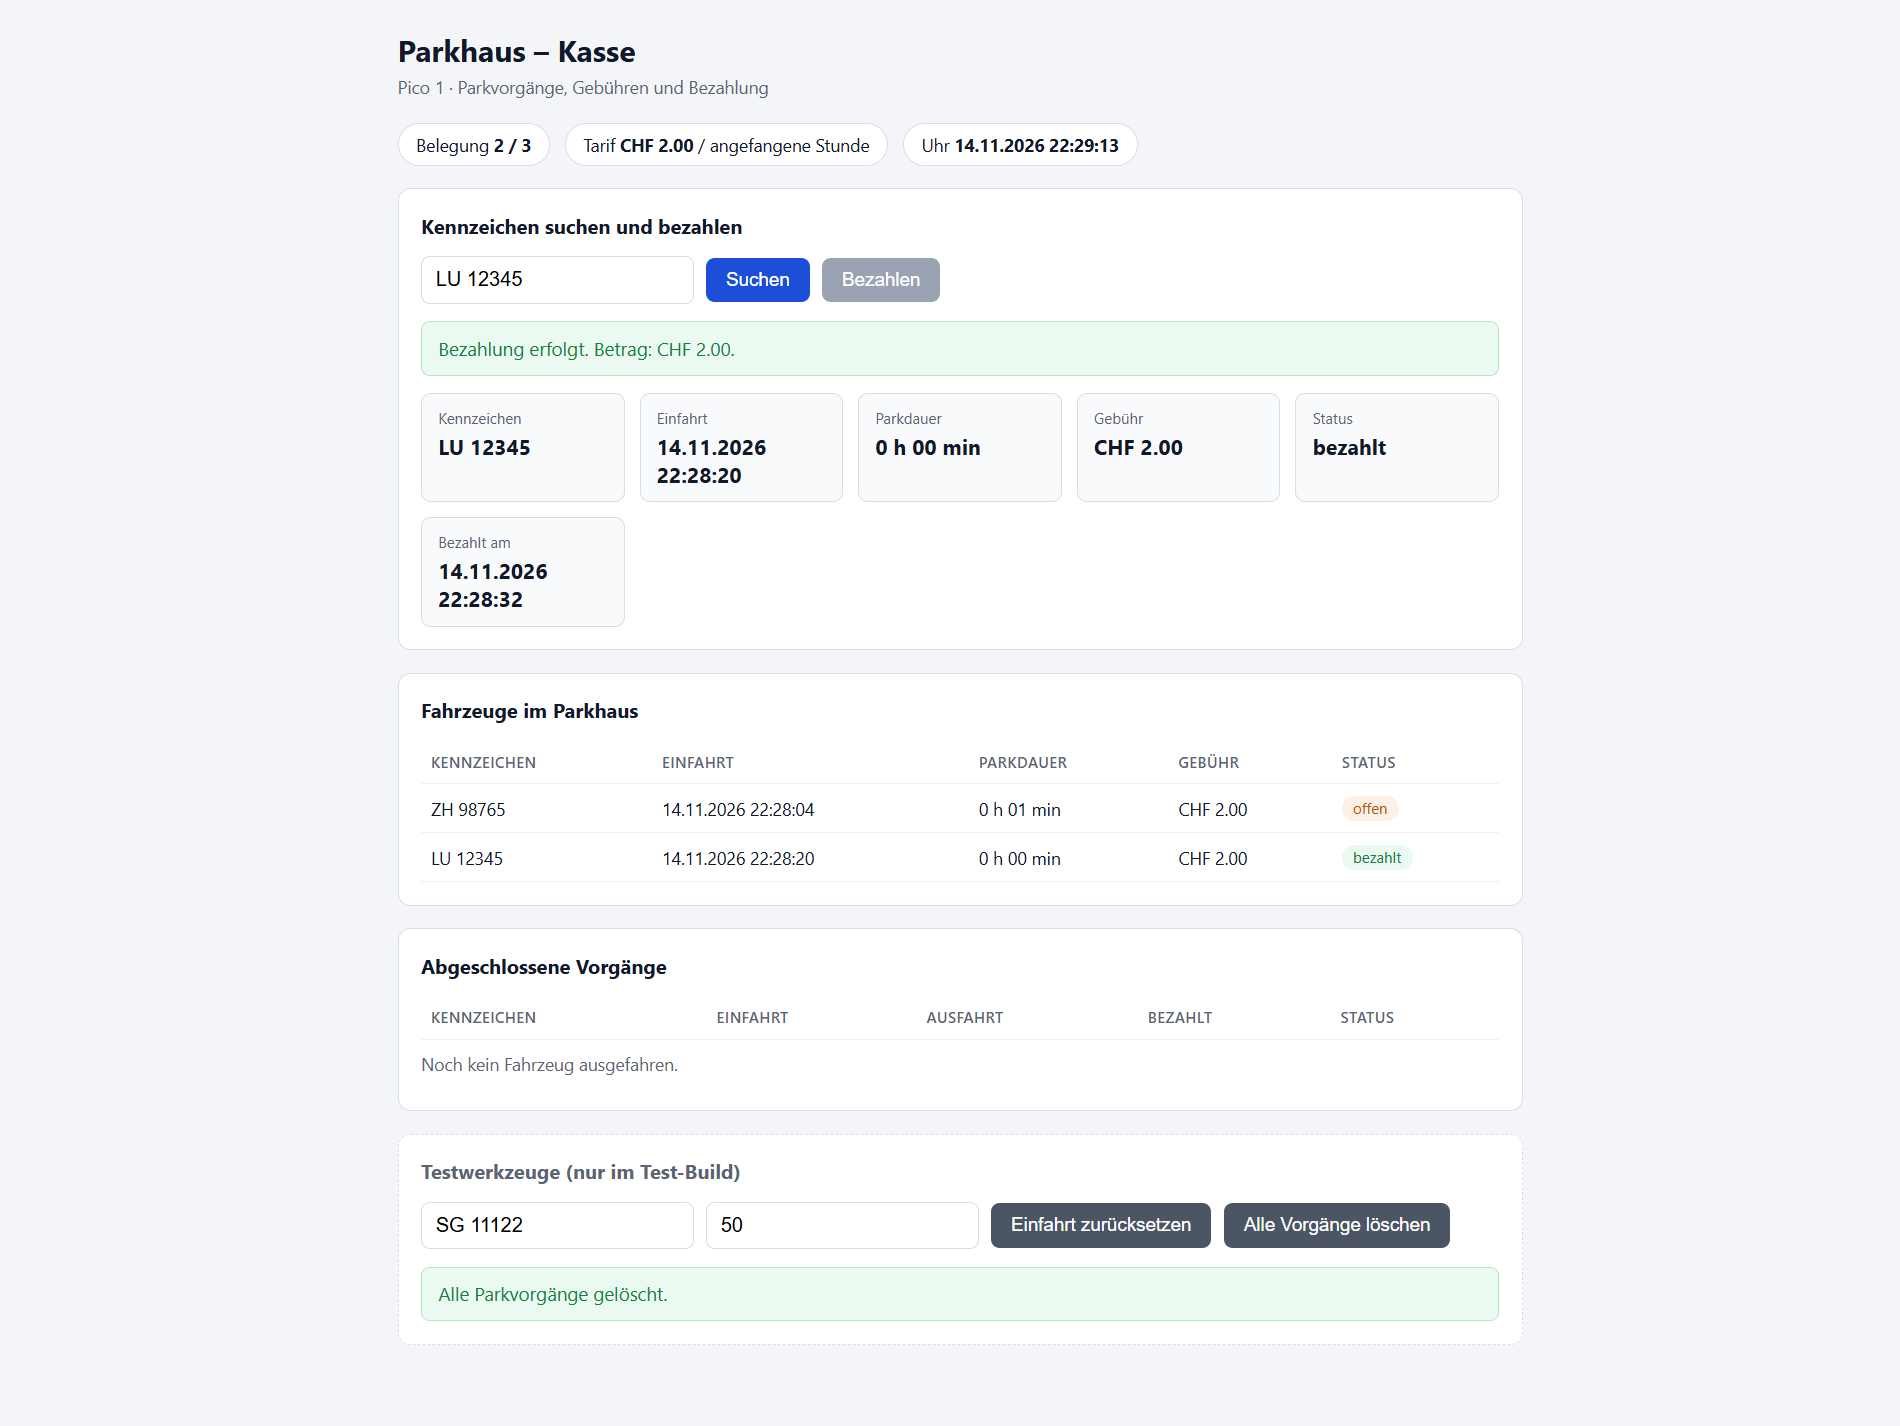 Parkhaus – Kasse
Pico 1 · Parkvorgänge, Gebühren und Bezahlung
Belegung 2 / 3
Tarif CHF 2.00 / angefangene Stunde
Uhr 14.11.2026 22:29:13
Kennzeichen suchen und bezahlen
LU 12345
Suchen
Bezahlen
Bezahlung erfolgt. Betrag: CHF 2.00.
Kennzeichen
LU 12345
Einfahrt
14.11.2026
22:28:20
Parkdauer
0 h 00 min
Gebühr
CHF 2.00
Status
bezahlt
Bezahlt am
14.11.2026
22:28:32
Fahrzeuge im Parkhaus
KENNZEICHEN EINFAHRT PARKDAUER GEBÜHR STATUS
ZH 98765 14.11.2026 22:28:04 0 h 01 min CHF 2.00 offen
LU 12345 14.11.2026 22:28:20 0 h 00 min CHF 2.00 bezahlt
Abgeschlossene Vorgänge
KENNZEICHEN EINFAHRT AUSFAHRT BEZAHLT STATUS
Noch kein Fahrzeug ausgefahren.
Testwerkzeuge (nur im Test-Build)
SG 11122
50
Einfahrt zurücksetzen
Alle Vorgänge löschen
Alle Parkvorgänge gelöscht.